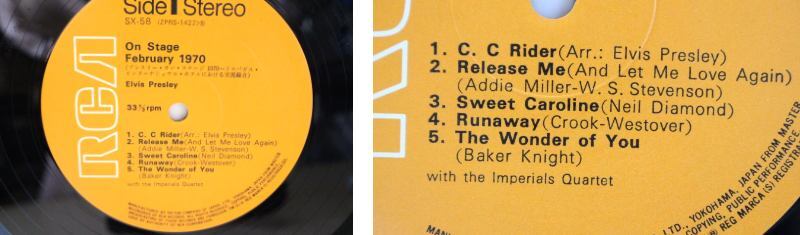 Side 1 Stereo
SX-58 (ZPRS-1422)
On Stage
February 1970
Elvis Presley
33⅓ rpm
RCA
1. C. C Rider(Arr.: Elvis Presley)
2. Release Me(And Let Me Love Again)
(Addie Miller-W. S. Stevenson)
3. Sweet Caroline(Neil Diamond)
4. Runaway(Crook-Westover)
5. The Wonder of You
(Baker Knight)
with the Imperials Quartet
1. C. C Rider(Arr.: Elvis Presley)
2. Release Me(And Let Me Love Again)
(Addie Miller-W. S. Stevenson)
3. Sweet Caroline(Neil Diamond)
4. Runaway(Crook-Westover)
5. The Wonder of You
(Baker Knight)
with the Imperials Quartet
LTD., YOKOHAMA, JAPAN FROM MASTER
COPYING, PUBLIC PERFORMANCE
® REG MARCA(S) REGISTRA